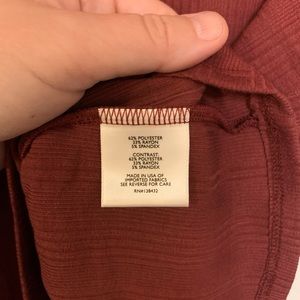 62% POLYESTER
33% RAYON
5% SPANDEX
CONTRAST:
62% POLYESTER
33% RAYON
5% SPANDEX
MADE IN USA OF
IMPORTED FABRICS
SEE REVERSE FOR CARE
RN#138432